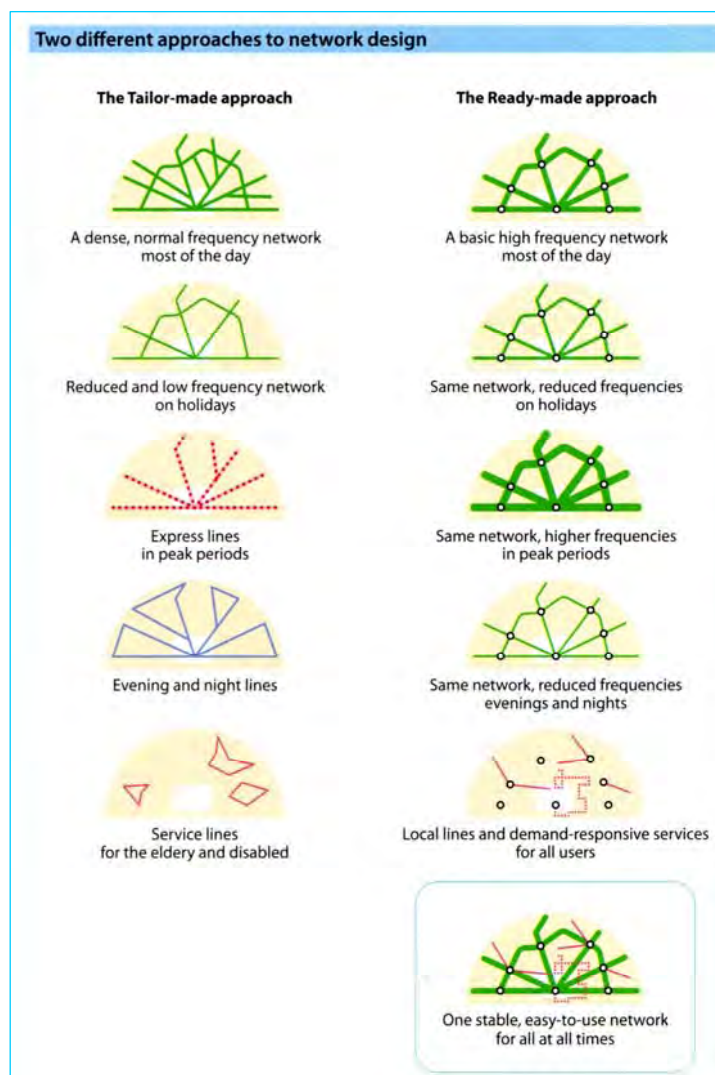 Two different approaches to network design
The Tailor-made approach
The Ready-made approach
A dense, normal frequency network
most of the day
A basic high frequency network
most of the day
Reduced and low frequency network
on holidays
Same network, reduced frequencies
on holidays
Express lines
in peak periods
Same network, higher frequencies
in peak periods
Evening and night lines
Same network, reduced frequencies
evenings and nights
Service lines
for the eldery and disabled
Local lines and demand-responsive services
for all users
One stable, easy-to-use network
for all at all times